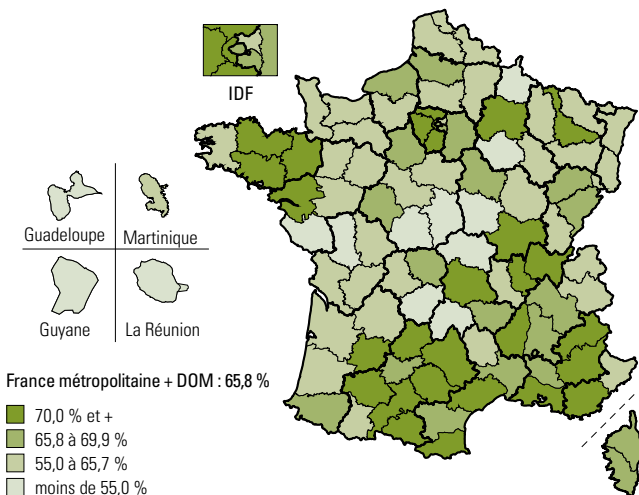 IDF
Guadeloupe
Martinique
Guyane
La Réunion
France métropolitaine + DOM : 65,8 %
70,0 % et +
65,8 à 69,9 %
55,0 à 65,7 %
moins de 55,0 %